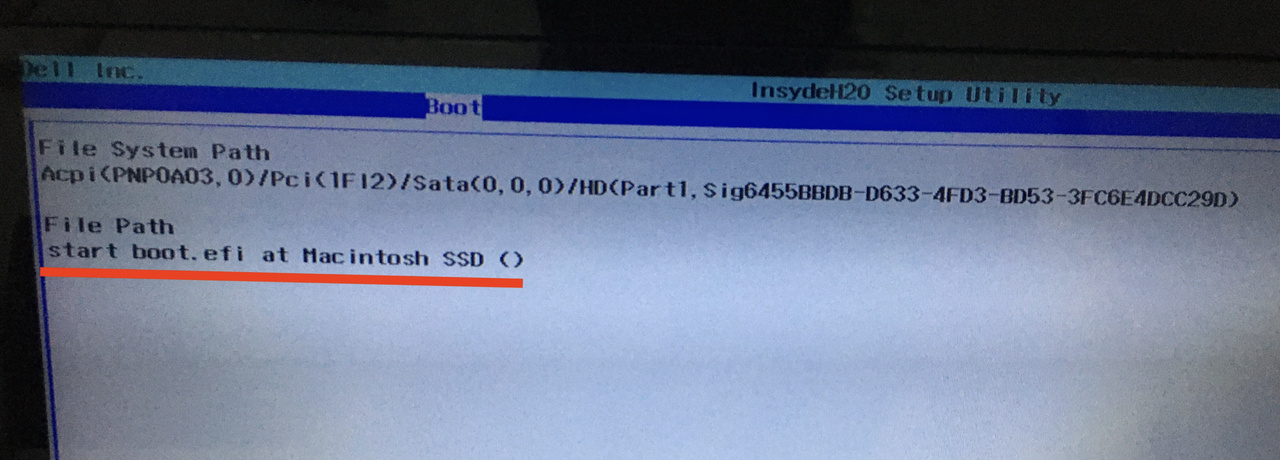 Dell Inc.
InsydeH20 Setup Utility
Boot
File System Path
Acpi(PNP0A03,0)/Pci(1F|2)/Sata(0,0,0)/HD(Part1,Sig6455BBDB-D633-4FD3-BD53-3FC6E4DCC29D)
File Path
start boot.efi at Macintosh SSD ()